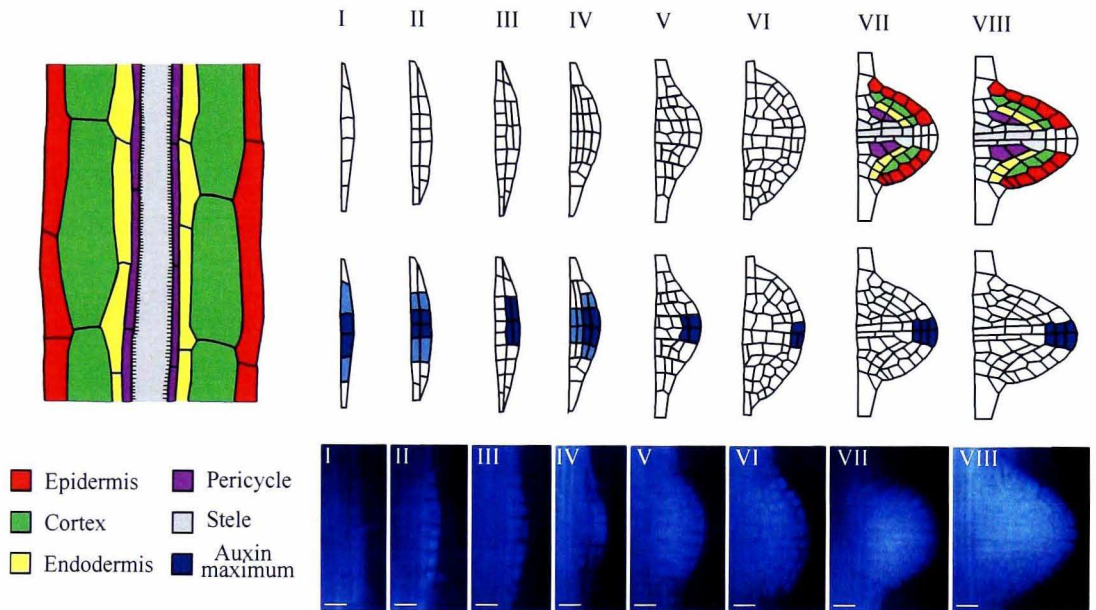 I II III IV V VI VII VIII
I II III IV V VI VII VIII
Epidermis
Cortex
Endodermis
Pericycle
Stele
Auxin
maximum